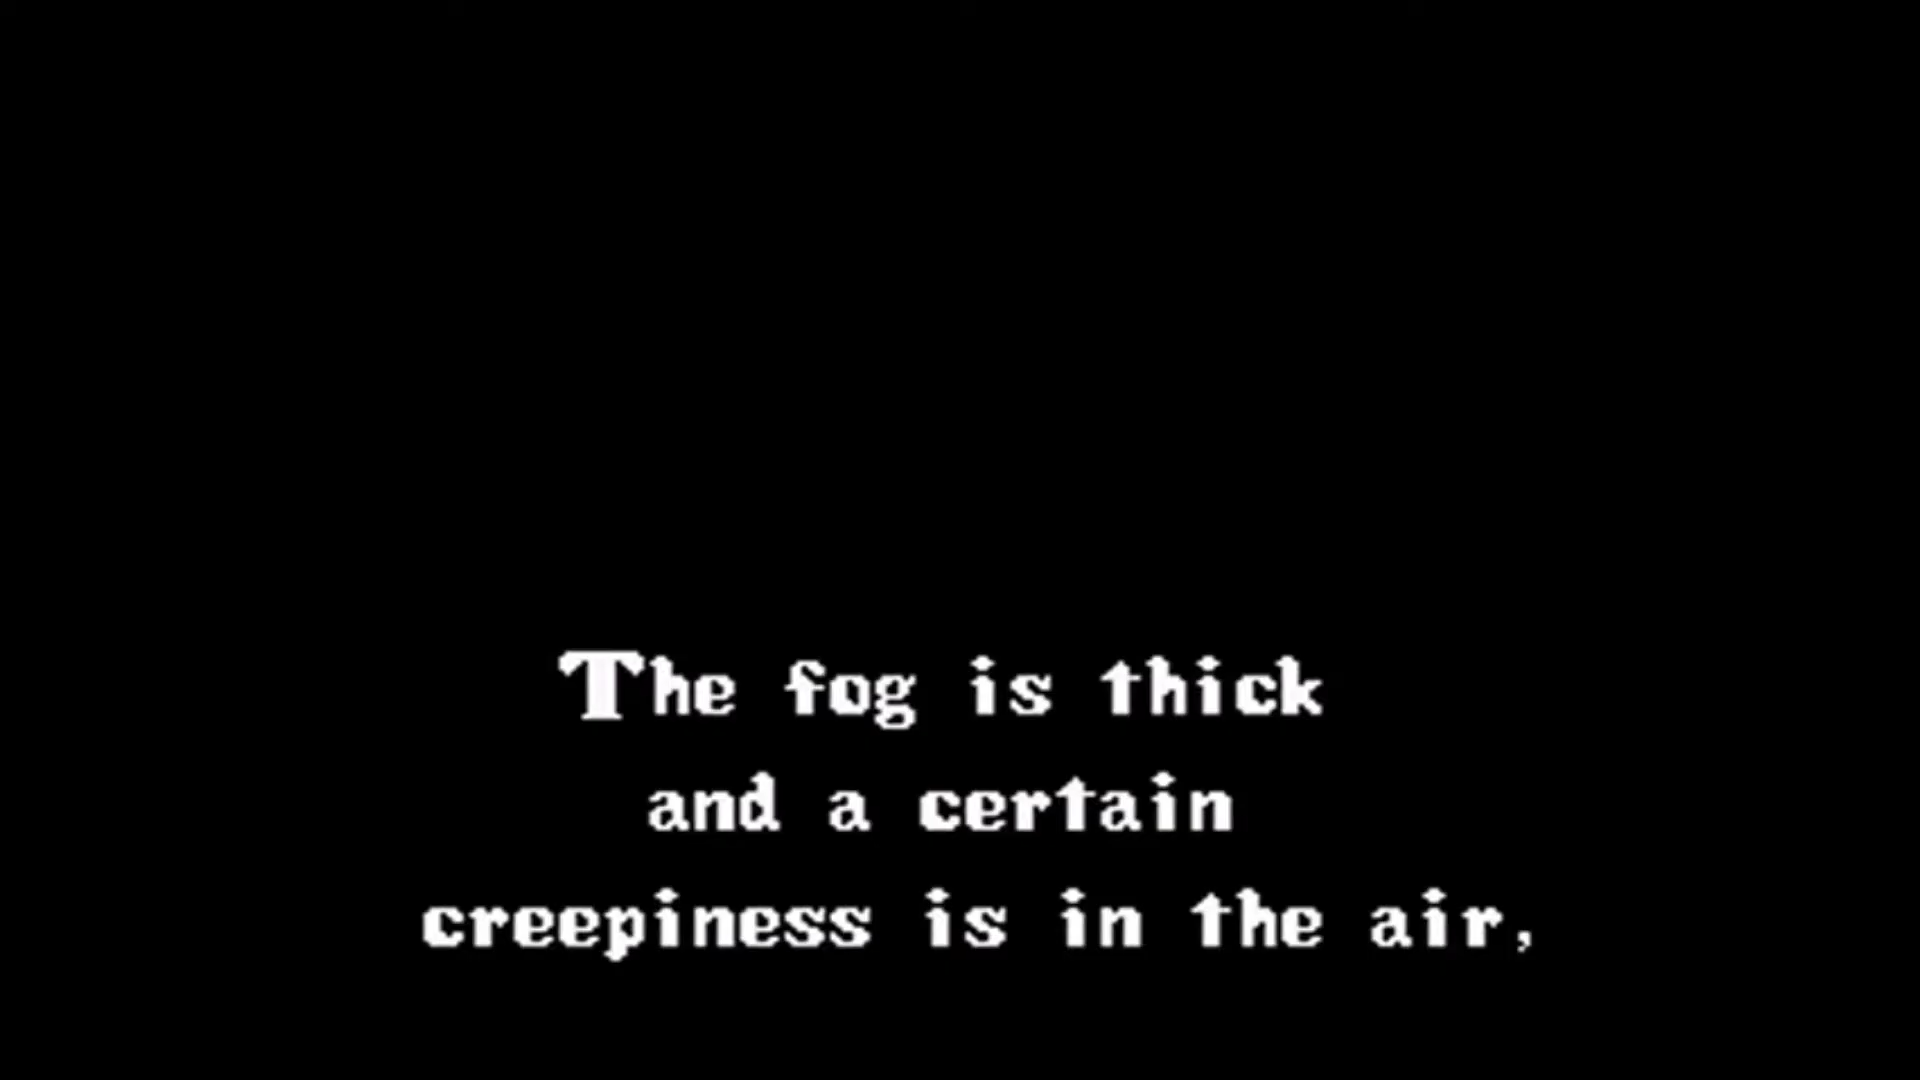 The fog is thick
and a certain
creepiness is in the air,